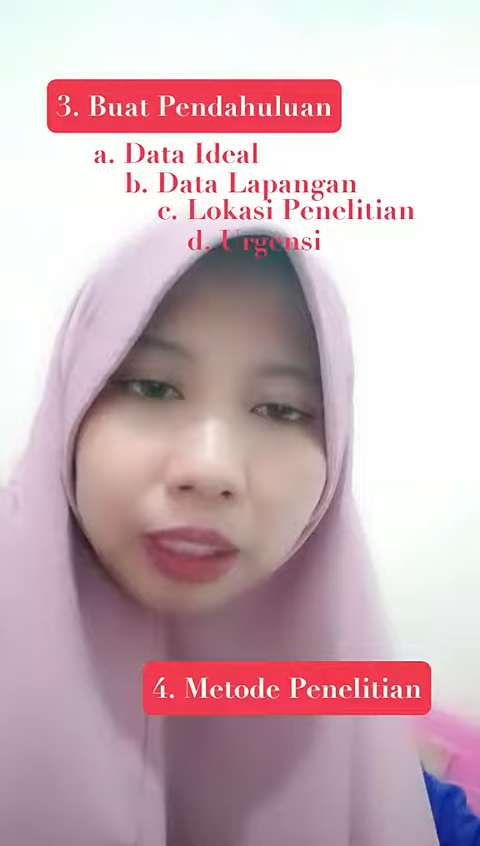 3. Buat Pendahuluan
a. Data Ideal
b. Data Lapangan
c. Lokasi Penelitian
d. Urgensi
4. Metode Penelitian